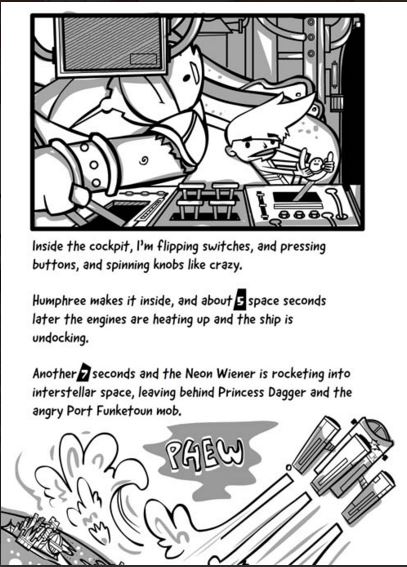 Inside the cockpit, I'm flipping switches, and pressing
buttons, and spinning knobs like crazy.
Humphree makes it inside, and about 5 space seconds
later the engines are heating up and the ship is
undocking.
Another 7 seconds and the Neon Wiener is rocketing into
interstellar space, leaving behind Princess Dagger and the
angry Port Funketoun mob.
PHEW